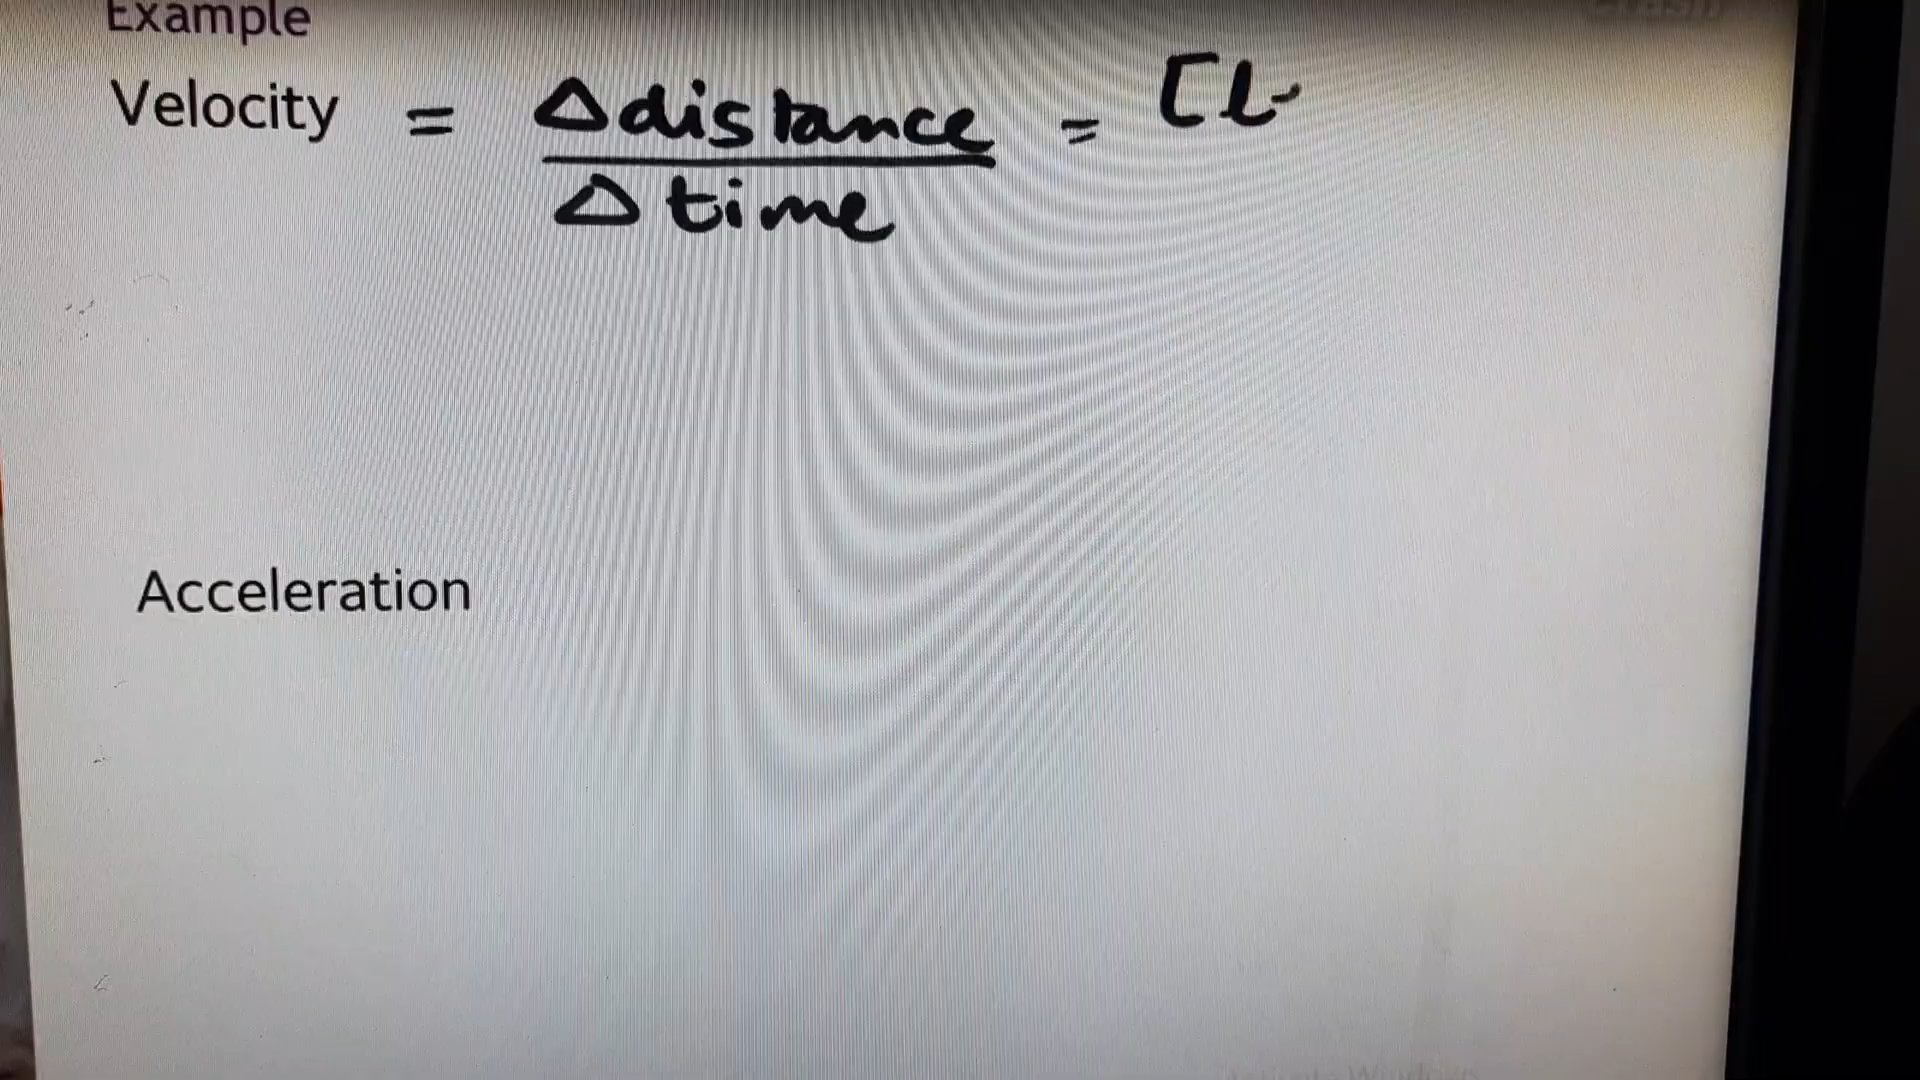 Example
Velocity = Δdistance = [L
Δtime
Acceleration